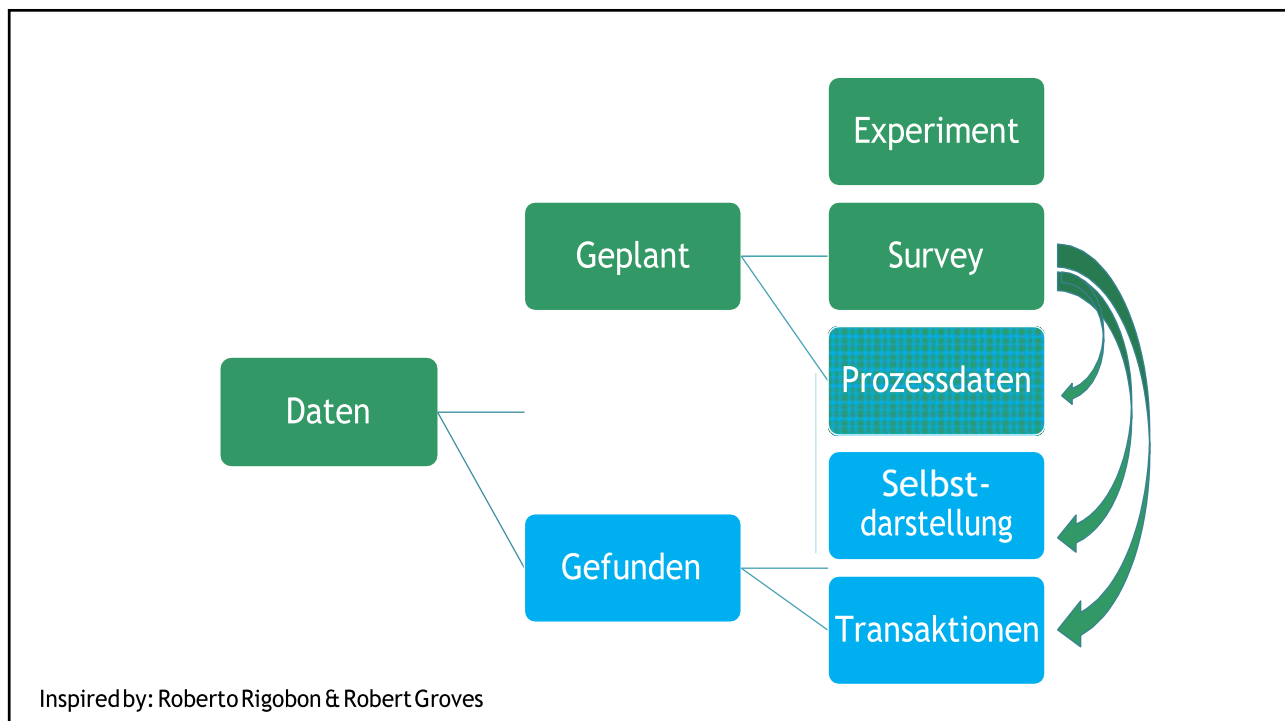 Experiment
Geplant
Survey
Prozessdaten
Daten
Selbst-
darstellung
Gefunden
Transaktionen
Inspired by: Roberto Rigobon & Robert Groves